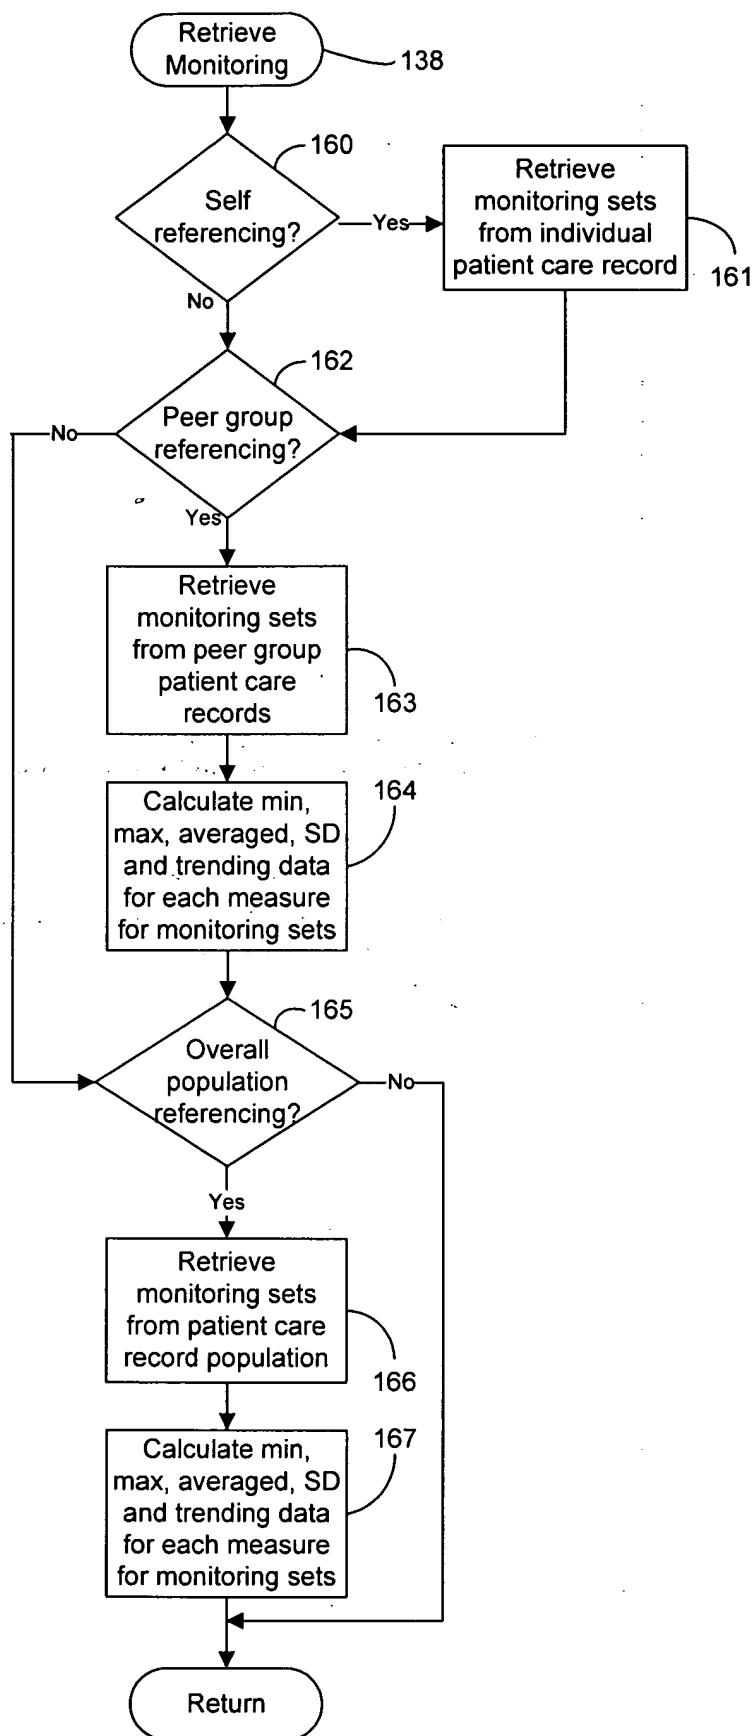 Retrieve
Monitoring
138
160
Self
referencing?
Yes
Retrieve
monitoring sets
from individual
patient care record
161
No
162
Peer group
referencing?
No
Yes
Retrieve
monitoring sets
from peer group
patient care
records
163
Calculate min,
max, averaged, SD
and trending data
for each measure
for monitoring sets
164
165
Overall
population
referencing?
No
Yes
Retrieve
monitoring sets
from patient care
record population
166
Calculate min,
max, averaged, SD
and trending data
for each measure
for monitoring sets
167
Return